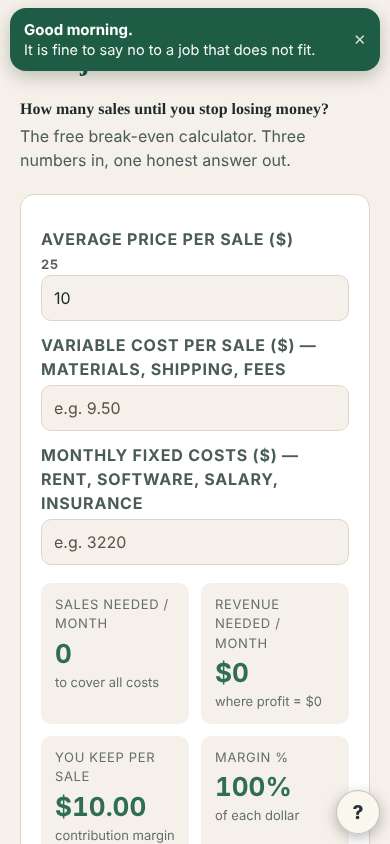 Good morning.
It is fine to say no to a job that does not fit.
×
How many sales until you stop losing money?
The free break-even calculator. Three
numbers in, one honest answer out.
AVERAGE PRICE PER SALE ($)
25
10
VARIABLE COST PER SALE ($) —
MATERIALS, SHIPPING, FEES
e.g. 9.50
MONTHLY FIXED COSTS ($) —
RENT, SOFTWARE, SALARY,
INSURANCE
e.g. 3220
SALES NEEDED /
MONTH
0
to cover all costs
REVENUE
NEEDED /
MONTH
$0
where profit = $0
YOU KEEP PER
SALE
$10.00
contribution margin
MARGIN %
100%
of each dollar
?